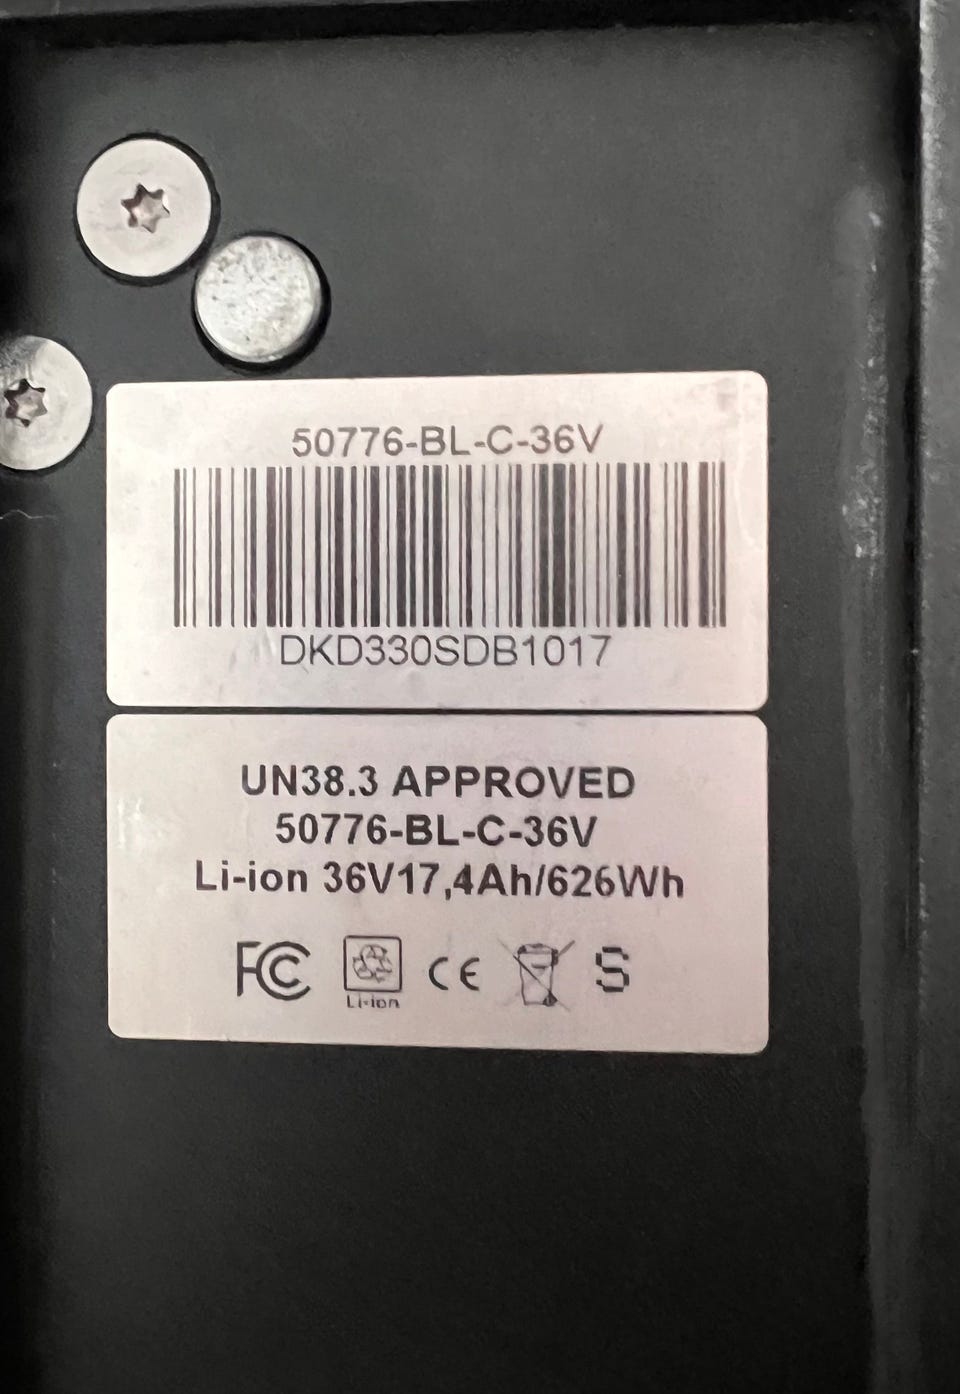 50776-BL-C-36V
DKD330SDB1017
UN38.3 APPROVED
50776-BL-C-36V
Li-ion 36V17,4Ah/626Wh
FC CE S
Li-ion